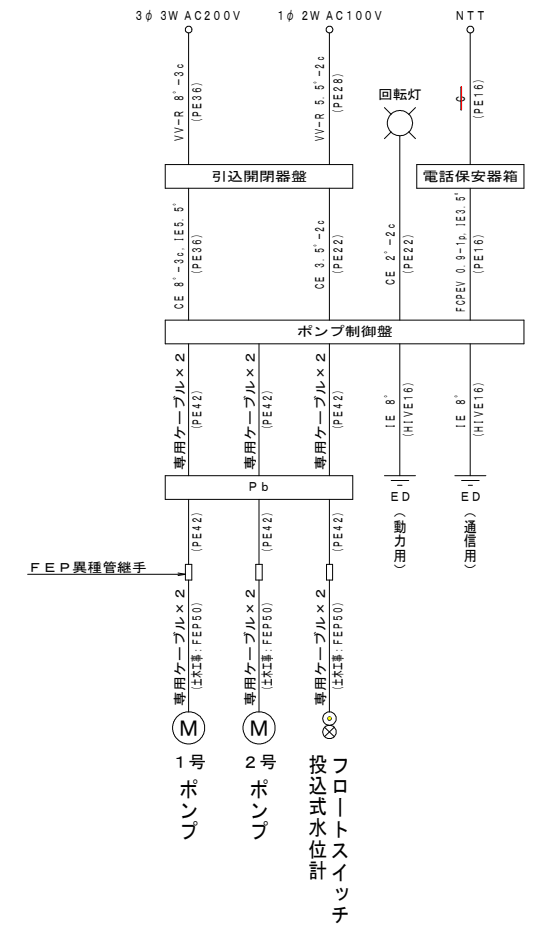 3φ 3W AC200V
1φ 2W AC100V
NTT
VV-R 8°-3c
(PE36)
VV-R 5.5°-2c
(PE28)
回転灯
G
(PE16)
引込開閉器盤
電話保安器箱
CE 8°-3c, IE5.5°
(PE36)
CE 3.5°-2c
(PE22)
CE 2°-2c
(PE22)
FCPEV 0.9-1p, IE3.5°
(PE16)
ポンプ制御盤
専用ケーブル×2
(PE42)
専用ケーブル×2
(PE42)
専用ケーブル×2
(PE42)
IE 8°
(HIVE16)
IE 8°
(HIVE16)
Pb
ED
(動力用)
ED
(通信用)
(PE42)
(PE42)
(PE42)
FEP異種管継手
専用ケーブル×2
(土木工事:FEP50)
専用ケーブル×2
(土木工事:FEP50)
専用ケーブル×2
(土木工事:FEP50)
M
M
1号
ポンプ
2号
ポンプ
フロートスイッチ
投込式水位計